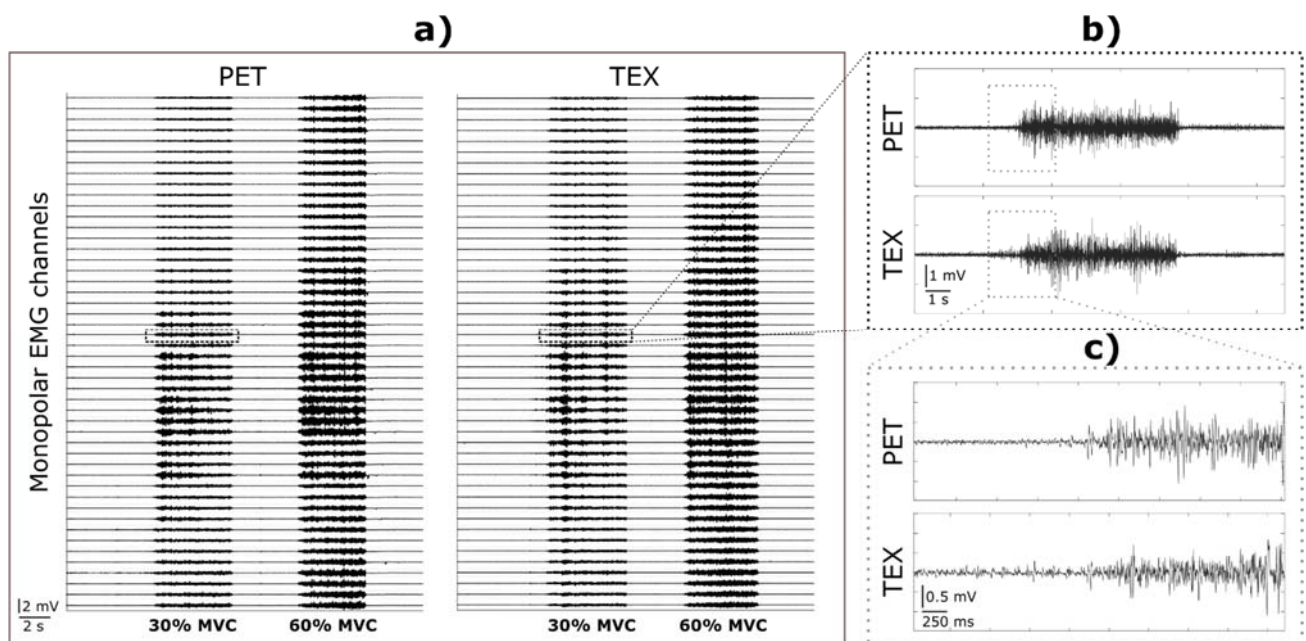 a)
PET
TEX
Monopolar EMG channels
2 mV
2 s
30% MVC
60% MVC
30% MVC
60% MVC
b)
PET
TEX
1 mV
1 s
c)
PET
TEX
0.5 mV
250 ms